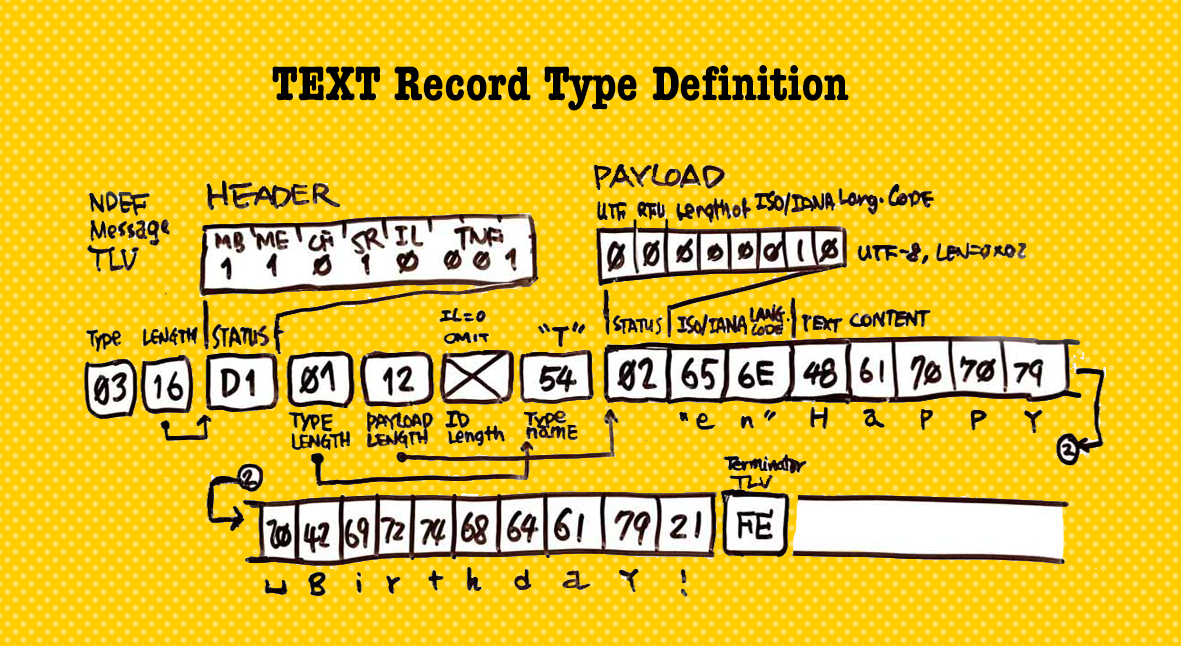 TEXT Record Type Definition
NDEF
Message
TLV
HEADER
MB ME CF SR IL TNF
1 1 0 1 0 0 0 1
PAYLOAD
UTF RFU Length of ISO/IANA Lang. CODE
0 0 0 0 0 0 1 0
UTF-8, LEN=0x02
Type LENGTH STATUS
IL=0
OMIT
"T"
STATUS ISO/IANA LANG. CODE TEXT CONTENT
03 16 D1 01 12 54 02 65 6E 48 61 70 70 79
TYPE LENGTH
PAYLOAD LENGTH
ID Length
Type NAME
"e n" H a P P Y
2
2
Terminator
TLV
20 42 69 72 74 68 64 61 79 21 FE
␣ B i r t h d a Y !